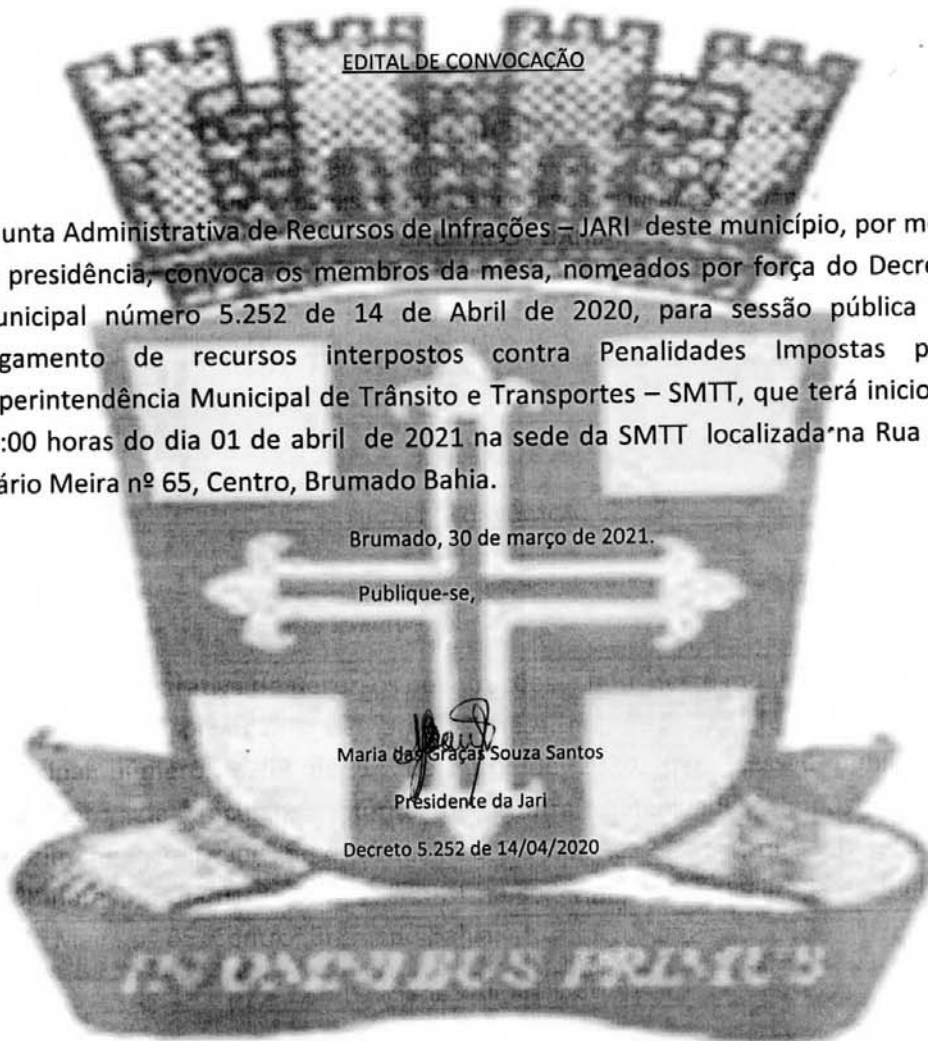 EDITAL DE CONVOCAÇÃO
unta Administrativa de Recursos de Infrações – JARI deste município, por m
presidência, convoca os membros da mesa, nomeados por força do Decre
unicipal número 5.252 de 14 de Abril de 2020, para sessão pública
gamento de recursos interpostos contra Penalidades Impostas p
perintendência Municipal de Trânsito e Transportes – SMTT, que terá inicio
:00 horas do dia 01 de abril de 2021 na sede da SMTT localizada na Rua
ário Meira nº 65, Centro, Brumado Bahia.
Brumado, 30 de março de 2021.
Publique-se,
Maria das Graças Souza Santos
Presidente da Jari
Decreto 5.252 de 14/04/2020